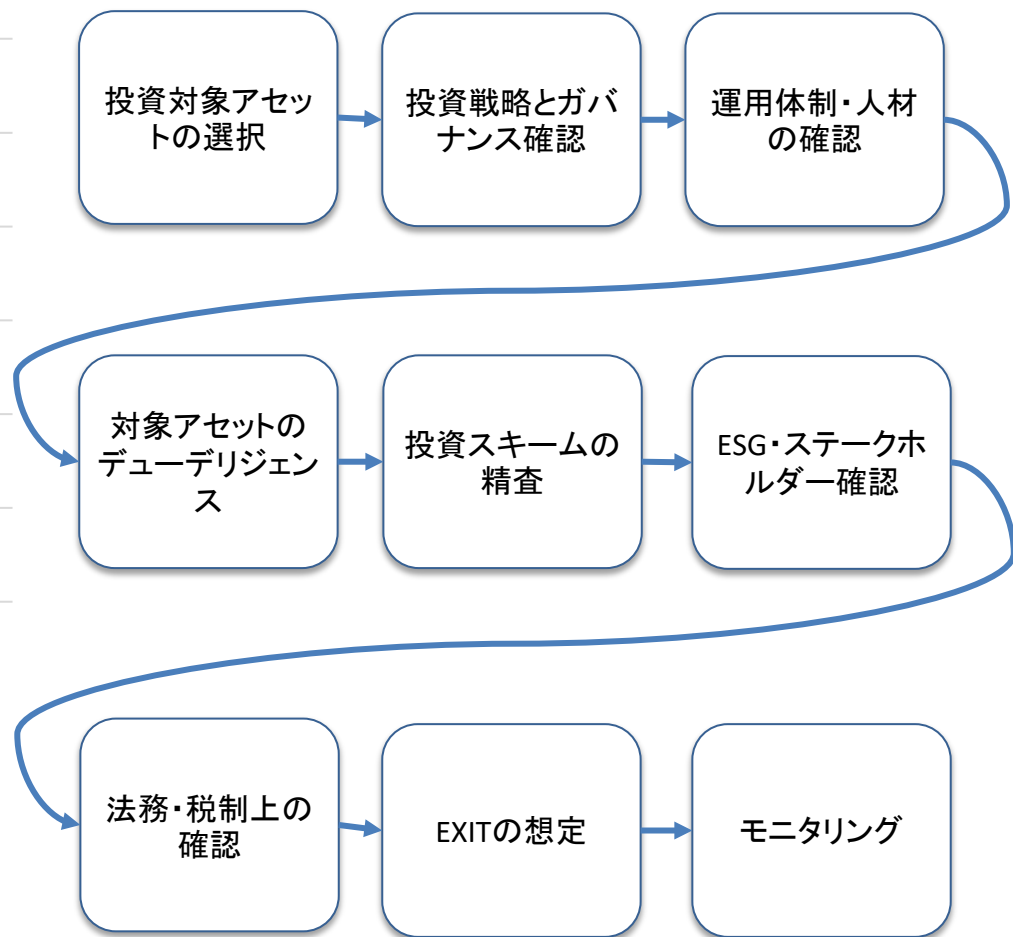 投資対象アセッ
トの選択
投資戦略とガバ
ナンス確認
運用体制・人材
の確認
対象アセットの
デューデリジェン
ス
投資スキームの
精査
ESG・ステークホ
ルダー確認
法務・税制上の
確認
EXITの想定
モニタリング